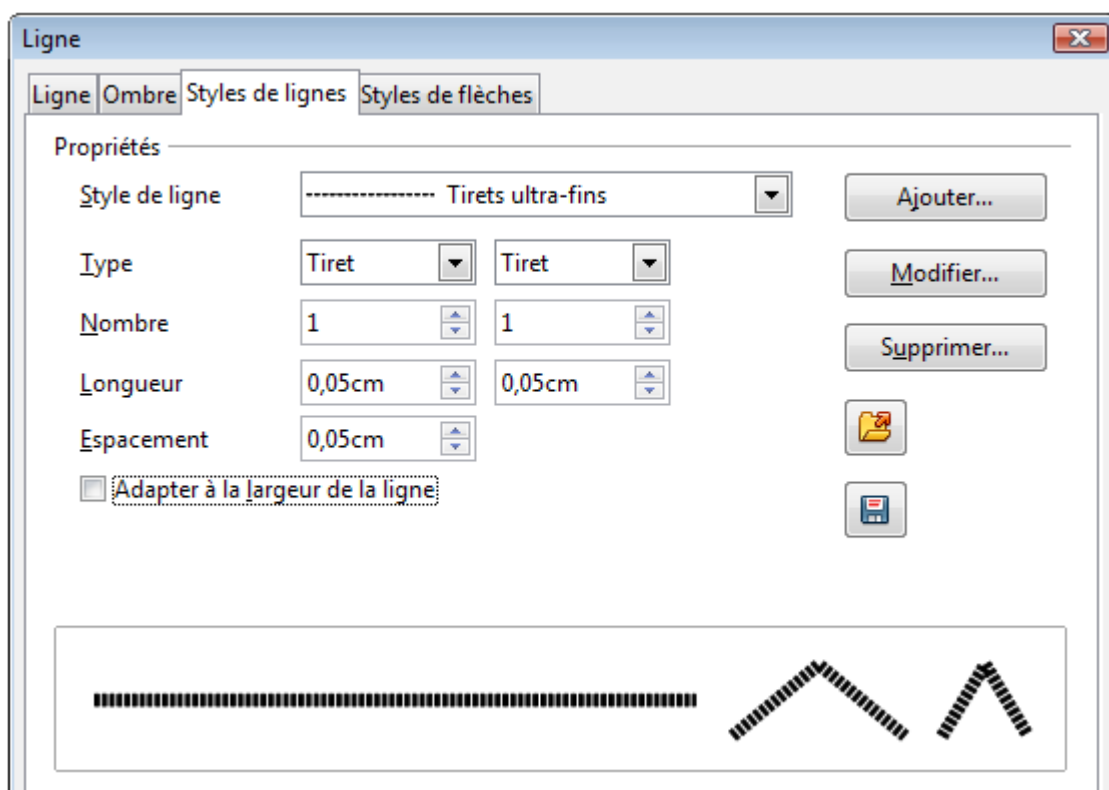 Ligne
Ligne Ombre Styles de lignes Styles de flèches
Propriétés
Style de ligne Tirets ultra-fins Ajouter...
Type Tiret Tiret Modifier...
Nombre 1 1
Supprimer...
Longueur 0,05cm 0,05cm
Espacement 0,05cm
Adapter à la largeur de la ligne